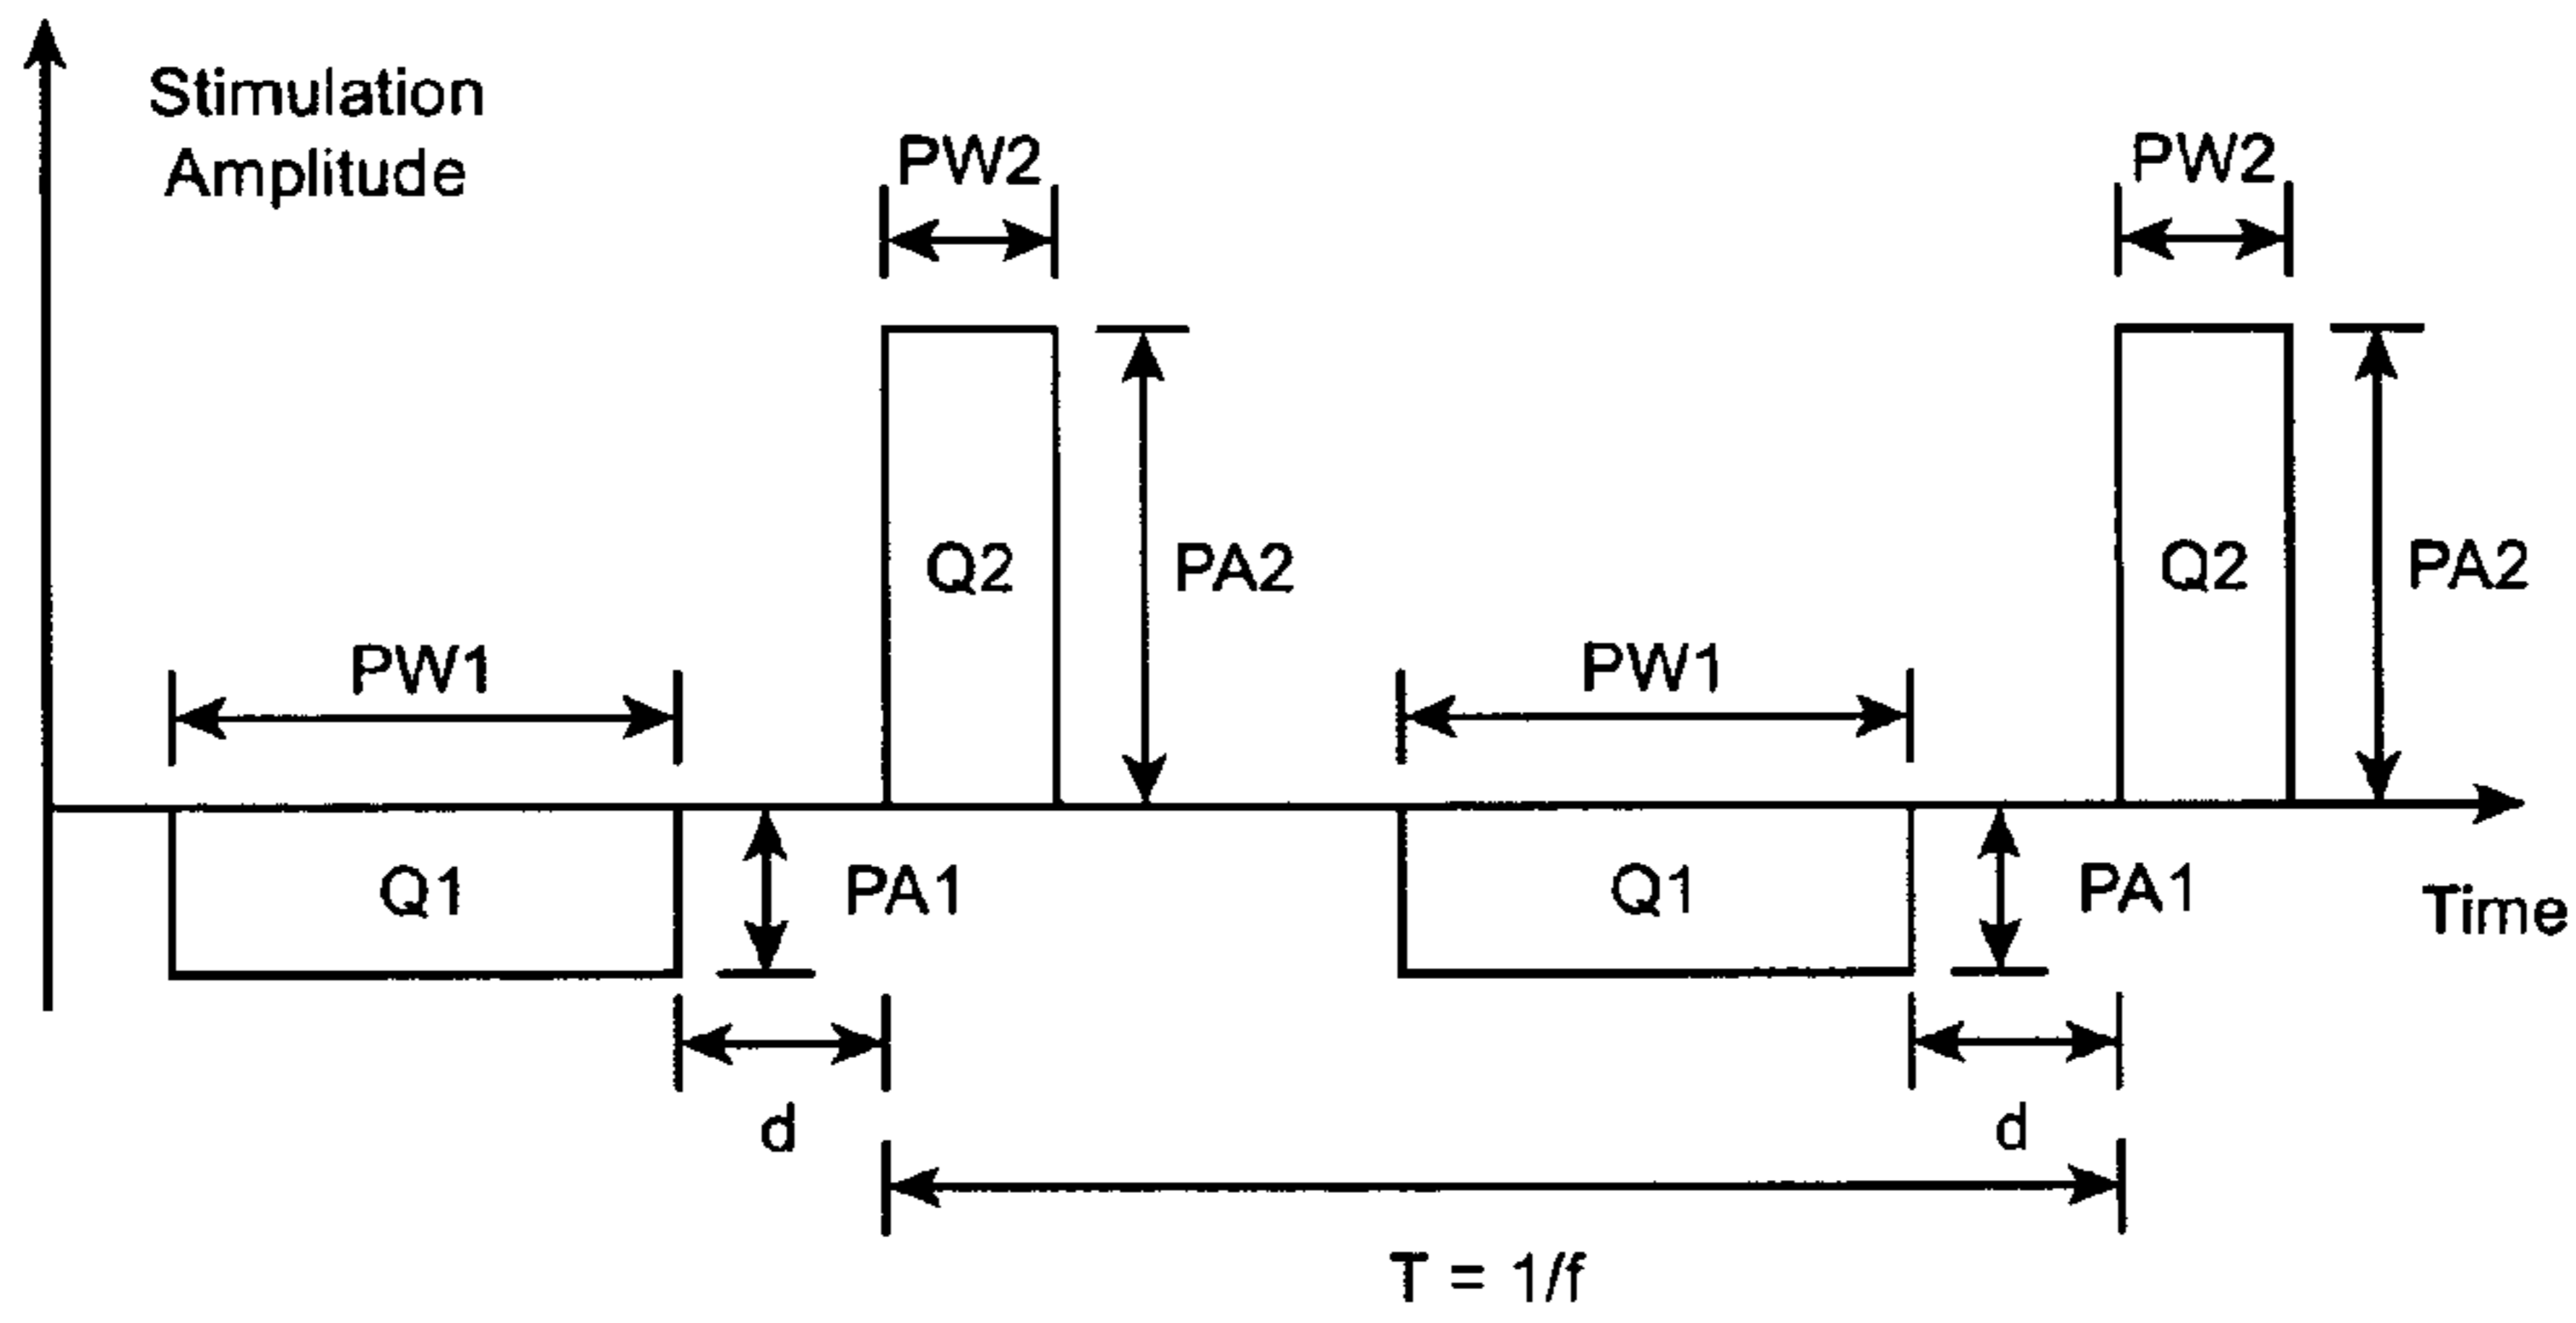 Stimulation
Amplitude
PW2
PW2
Q2
PA2
Q2
PA2
PW1
PW1
Q1
PA1
Q1
PA1
Time
d
d
T = 1/f